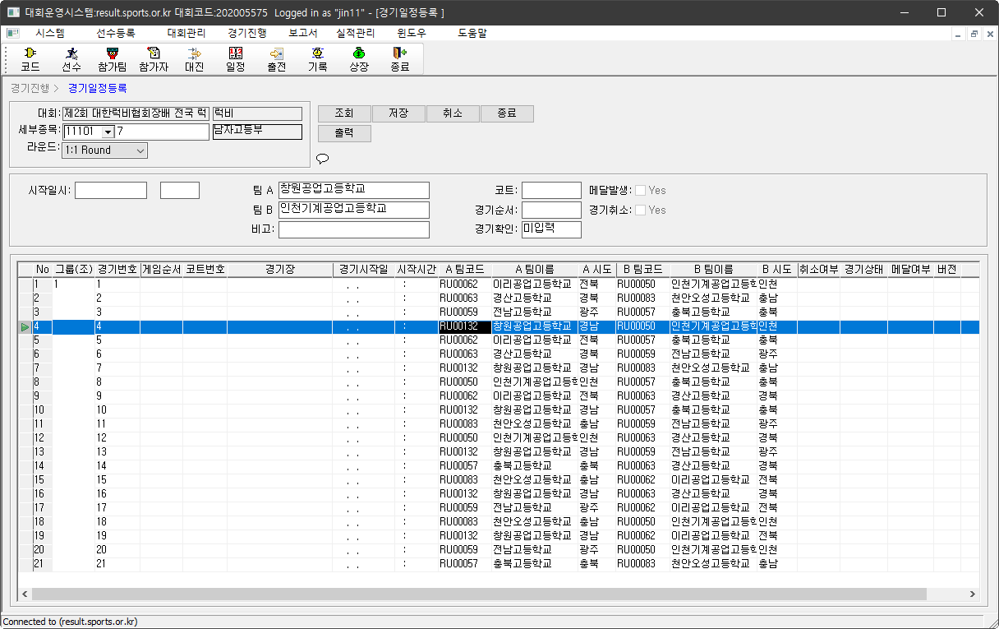 대회운영시스템:result.sports.or.kr 대회코드:202005575 Logged in as "jin11" - [경기일정등록 ]
시스템 선수등록 대회관리 경기진행 보고서 실적관리 윈도우 도움말
코드 선수 참가팀 참가자 대진 일정 출전 기록 상장 종료
경기진행 > 경기일정등록
대회: 제2회 대한럭비협회장배 전국 럭 럭비 조회 저장 취소 종료
세부종목: 11101 7 남자고등부 출력
라운드: 1:1 Round
시작일시: 팀 A 창원공업고등학교 코트: 메달발생: Yes
팀 B 인천기계공업고등학교 경기순서: 경기취소: Yes
비고: 경기확인: 미입력
No 그룹(조) 경기번호 게임순서 코트번호 경기장 경기시작일 시작시간 A 팀코드 A 팀이름 A 시도 B 팀코드 B 팀이름 B 시도 취소여부 경기상태 메달여부 버전
1 1 1 . . : RU00062 이리공업고등학교 전북 RU00050 인천기계공업고등학 인천
2 2 . . : RU00063 경산고등학교 경북 RU00083 천안오성고등학교 충남
3 3 . . : RU00059 전남고등학교 광주 RU00057 충북고등학교 충북
4 4 . . : RU00132 창원공업고등학교 경남 RU00050 인천기계공업고등학 인천
5 5 . . : RU00062 이리공업고등학교 전북 RU00057 충북고등학교 충북
6 6 . . : RU00063 경산고등학교 경북 RU00059 전남고등학교 광주
7 7 . . : RU00132 창원공업고등학교 경남 RU00083 천안오성고등학교 충남
8 8 . . : RU00050 인천기계공업고등학 인천 RU00057 충북고등학교 충북
9 9 . . : RU00062 이리공업고등학교 전북 RU00063 경산고등학교 경북
10 10 . . : RU00132 창원공업고등학교 경남 RU00057 충북고등학교 충북
11 11 . . : RU00083 천안오성고등학교 충남 RU00059 전남고등학교 광주
12 12 . . : RU00050 인천기계공업고등학 인천 RU00063 경산고등학교 경북
13 13 . . : RU00132 창원공업고등학교 경남 RU00059 전남고등학교 광주
14 14 . . : RU00057 충북고등학교 충북 RU00063 경산고등학교 경북
15 15 . . : RU00083 천안오성고등학교 충남 RU00062 이리공업고등학교 전북
16 16 . . : RU00132 창원공업고등학교 경남 RU00063 경산고등학교 경북
17 17 . . : RU00059 전남고등학교 광주 RU00062 이리공업고등학교 전북
18 18 . . : RU00083 천안오성고등학교 충남 RU00050 인천기계공업고등학 인천
19 19 . . : RU00132 창원공업고등학교 경남 RU00062 이리공업고등학교 전북
20 20 . . : RU00059 전남고등학교 광주 RU00050 인천기계공업고등학 인천
21 21 . . : RU00057 충북고등학교 충북 RU00083 천안오성고등학교 충남
Connected to (result.sports.or.kr)